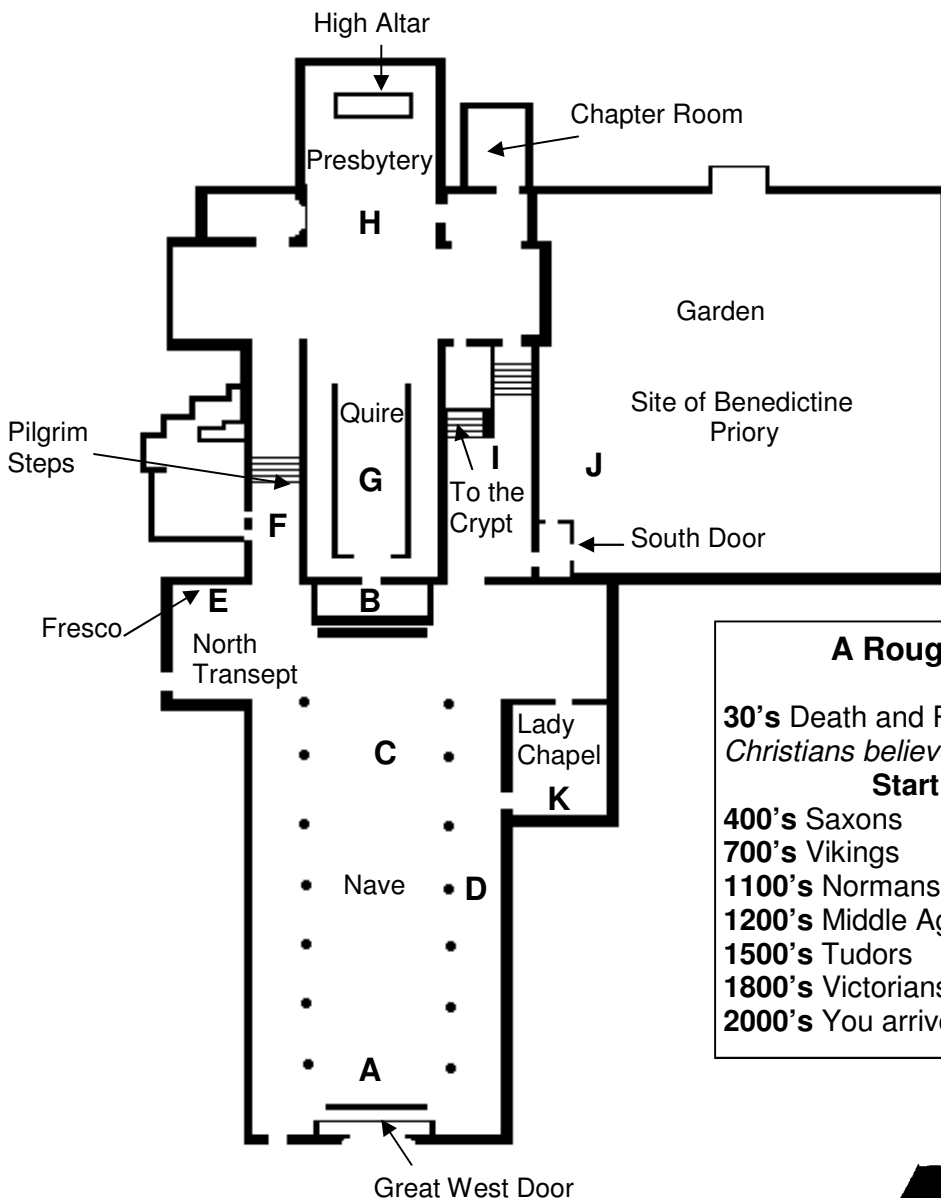 High Altar
Chapter Room
Presbytery
H
Garden
Site of Benedictine
Priory
Quire
Pilgrim
Steps
I
J
G
To the
Crypt
F
South Door
E
B
Fresco
North
Transept
Lady
Chapel
C
K
Nave
D
A
Great West Door
A Roug
30's Death and
Christians believ
Start
400's Saxons
700's Vikings
1100's Normans
1200's Middle Ag
1500's Tudors
1800's Victorians
2000's You arriv